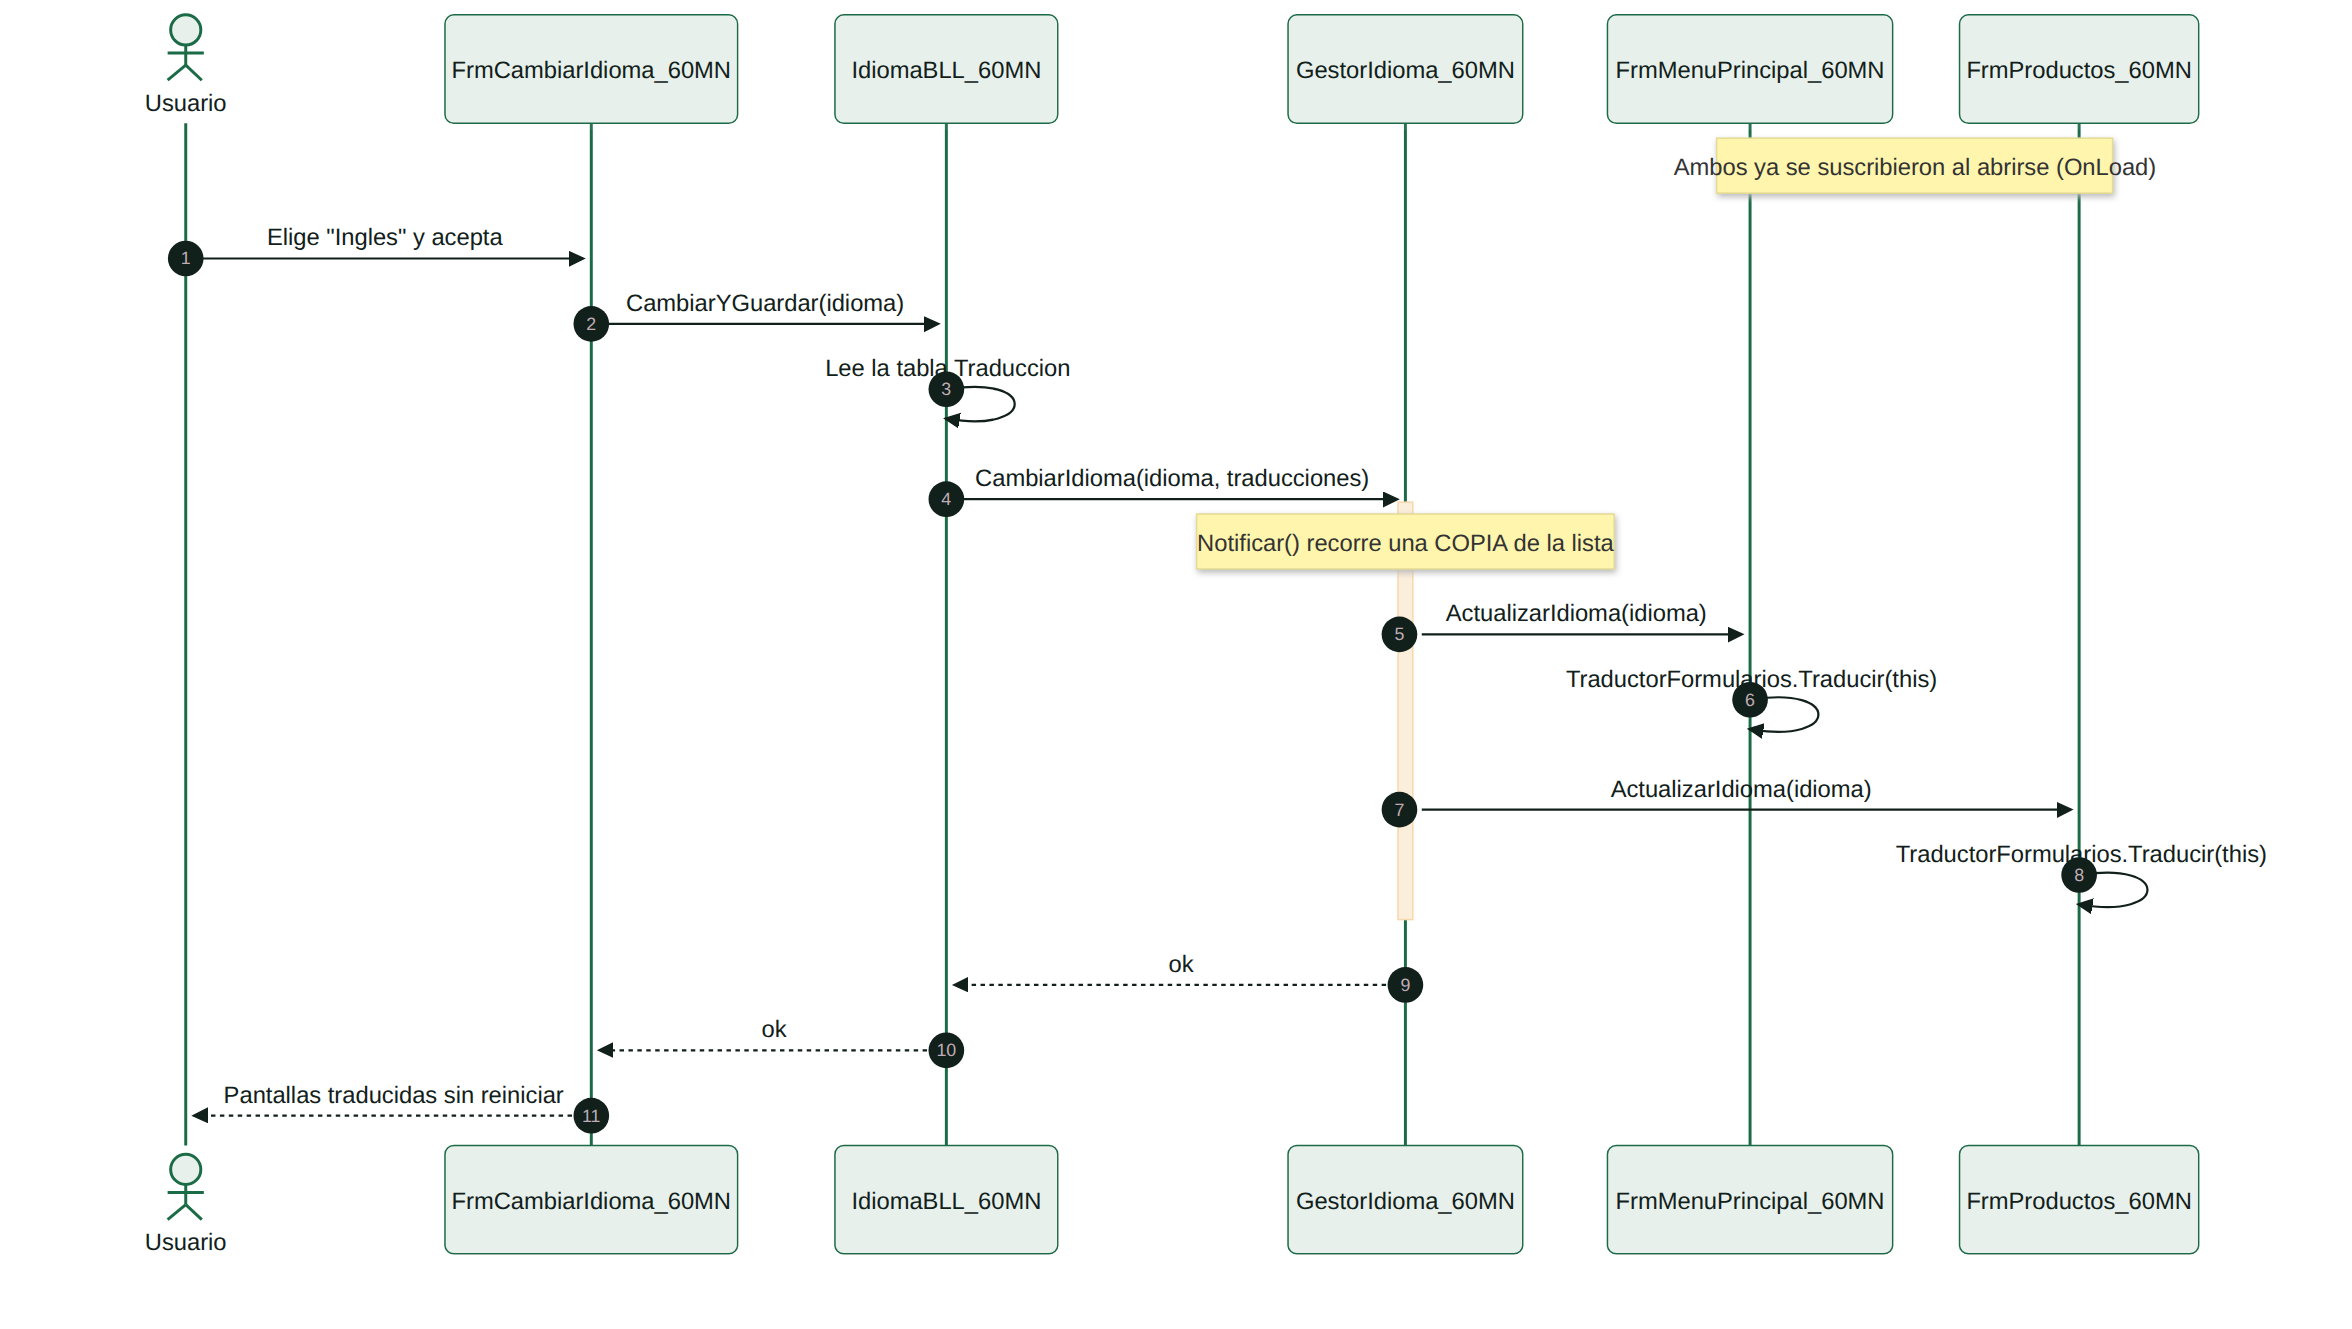 Usuario
FrmCambiarIdioma_60MN
IdiomaBLL_60MN
GestorIdioma_60MN
FrmMenuPrincipal_60MN
FrmProductos_60MN
Ambos ya se suscribieron al abrirse (OnLoad)
Elige "Ingles" y acepta
1
CambiarYGuardar(idioma)
2
Lee la tabla Traduccion
3
CambiarIdioma(idioma, traducciones)
4
Notificar() recorre una COPIA de la lista
ActualizarIdioma(idioma)
5
TraductorFormularios.Traducir(this)
6
ActualizarIdioma(idioma)
7
TraductorFormularios.Traducir(this)
8
ok
9
ok
10
Pantallas traducidas sin reiniciar
11
FrmCambiarIdioma_60MN
IdiomaBLL_60MN
GestorIdioma_60MN
FrmMenuPrincipal_60MN
FrmProductos_60MN
Usuario